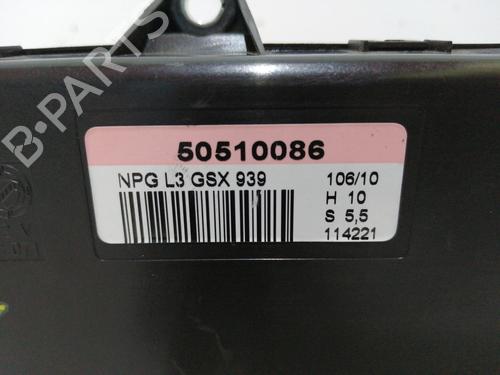 B-PARTS
50510086
NPG L3 GSX 939
106/10
H 10
S 5,5
114221